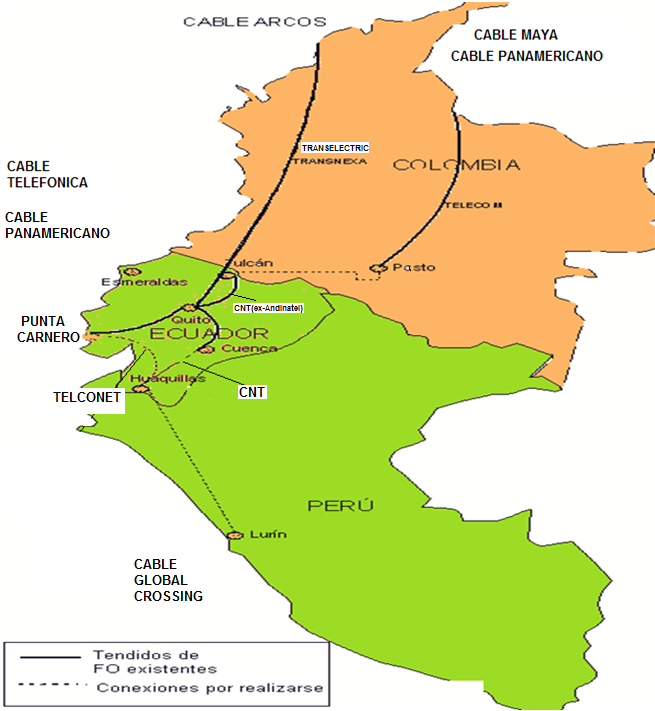 CABLE ARCOS
CABLE MAYA
CABLE PANAMERICANO
TRANSELECTRIC
TRANSNEXA
COLOMBIA
CABLE
TELEFONICA
TELECOM
CABLE
PANAMERICANO
Tulcán
Pasto
Esmeraldas
CNT(ex-Andinatel)
PUNTA
CARNERO
Quito
ECUADOR
Cuenca
Huaquillas
TELCONET
CNT
PERÚ
Lurín
CABLE
GLOBAL
CROSSING
Tendidos de
FO existentes
Conexiones por realizarse